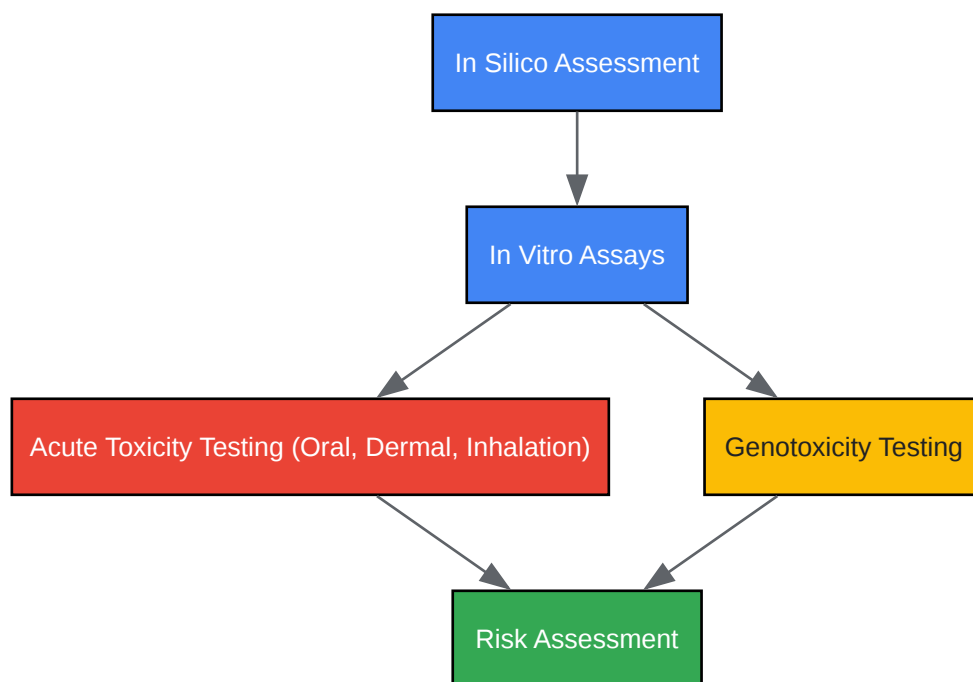 In Silico Assessment
In Vitro Assays
Acute Toxicity Testing (Oral, Dermal, Inhalation)
Genotoxicity Testing
Risk Assessment